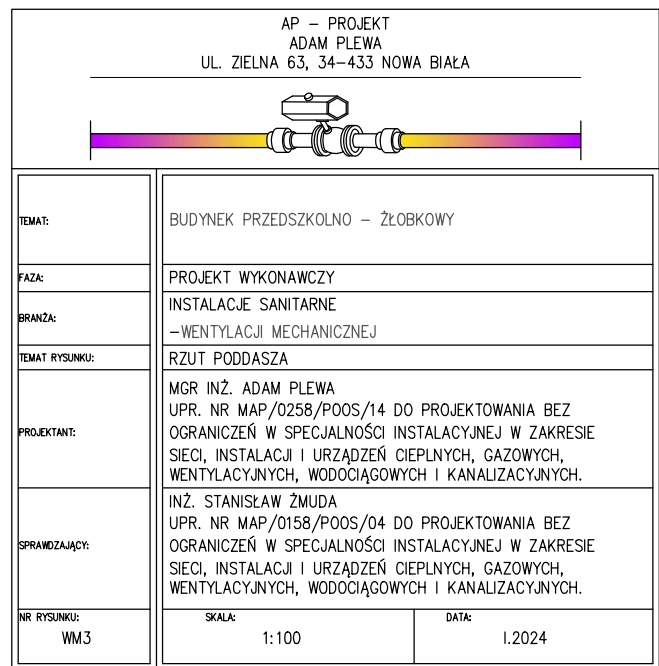 AP – PROJEKT
ADAM PLEWA
UL. ZIELNA 63, 34–433 NOWA BIAŁA
TEMAT:
BUDYNEK PRZEDSZKOLNO – ŻŁOBKOWY
FAZA:
PROJEKT WYKONAWCZY
BRANŻA:
INSTALACJE SANITARNE
–WENTYLACJI MECHANICZNEJ
TEMAT RYSUNKU:
RZUT PODDASZA
PROJEKTANT:
MGR INŻ. ADAM PLEWA
UPR. NR MAP/0258/POOS/14 DO PROJEKTOWANIA BEZ
OGRANICZEŃ W SPECJALNOŚCI INSTALACYJNEJ W ZAKRESIE
SIECI, INSTALACJI I URZĄDZEŃ CIEPLNYCH, GAZOWYCH,
WENTYLACYJNYCH, WODOCIĄGOWYCH I KANALIZACYJNYCH.
SPRAWDZAJĄCY:
INŻ. STANISŁAW ŻMUDA
UPR. NR MAP/0158/POOS/04 DO PROJEKTOWANIA BEZ
OGRANICZEŃ W SPECJALNOŚCI INSTALACYJNEJ W ZAKRESIE
SIECI, INSTALACJI I URZĄDZEŃ CIEPLNYCH, GAZOWYCH,
WENTYLACYJNYCH, WODOCIĄGOWYCH I KANALIZACYJNYCH.
NR RYSUNKU:
WM3
SKALA:
1:100
DATA:
I.2024